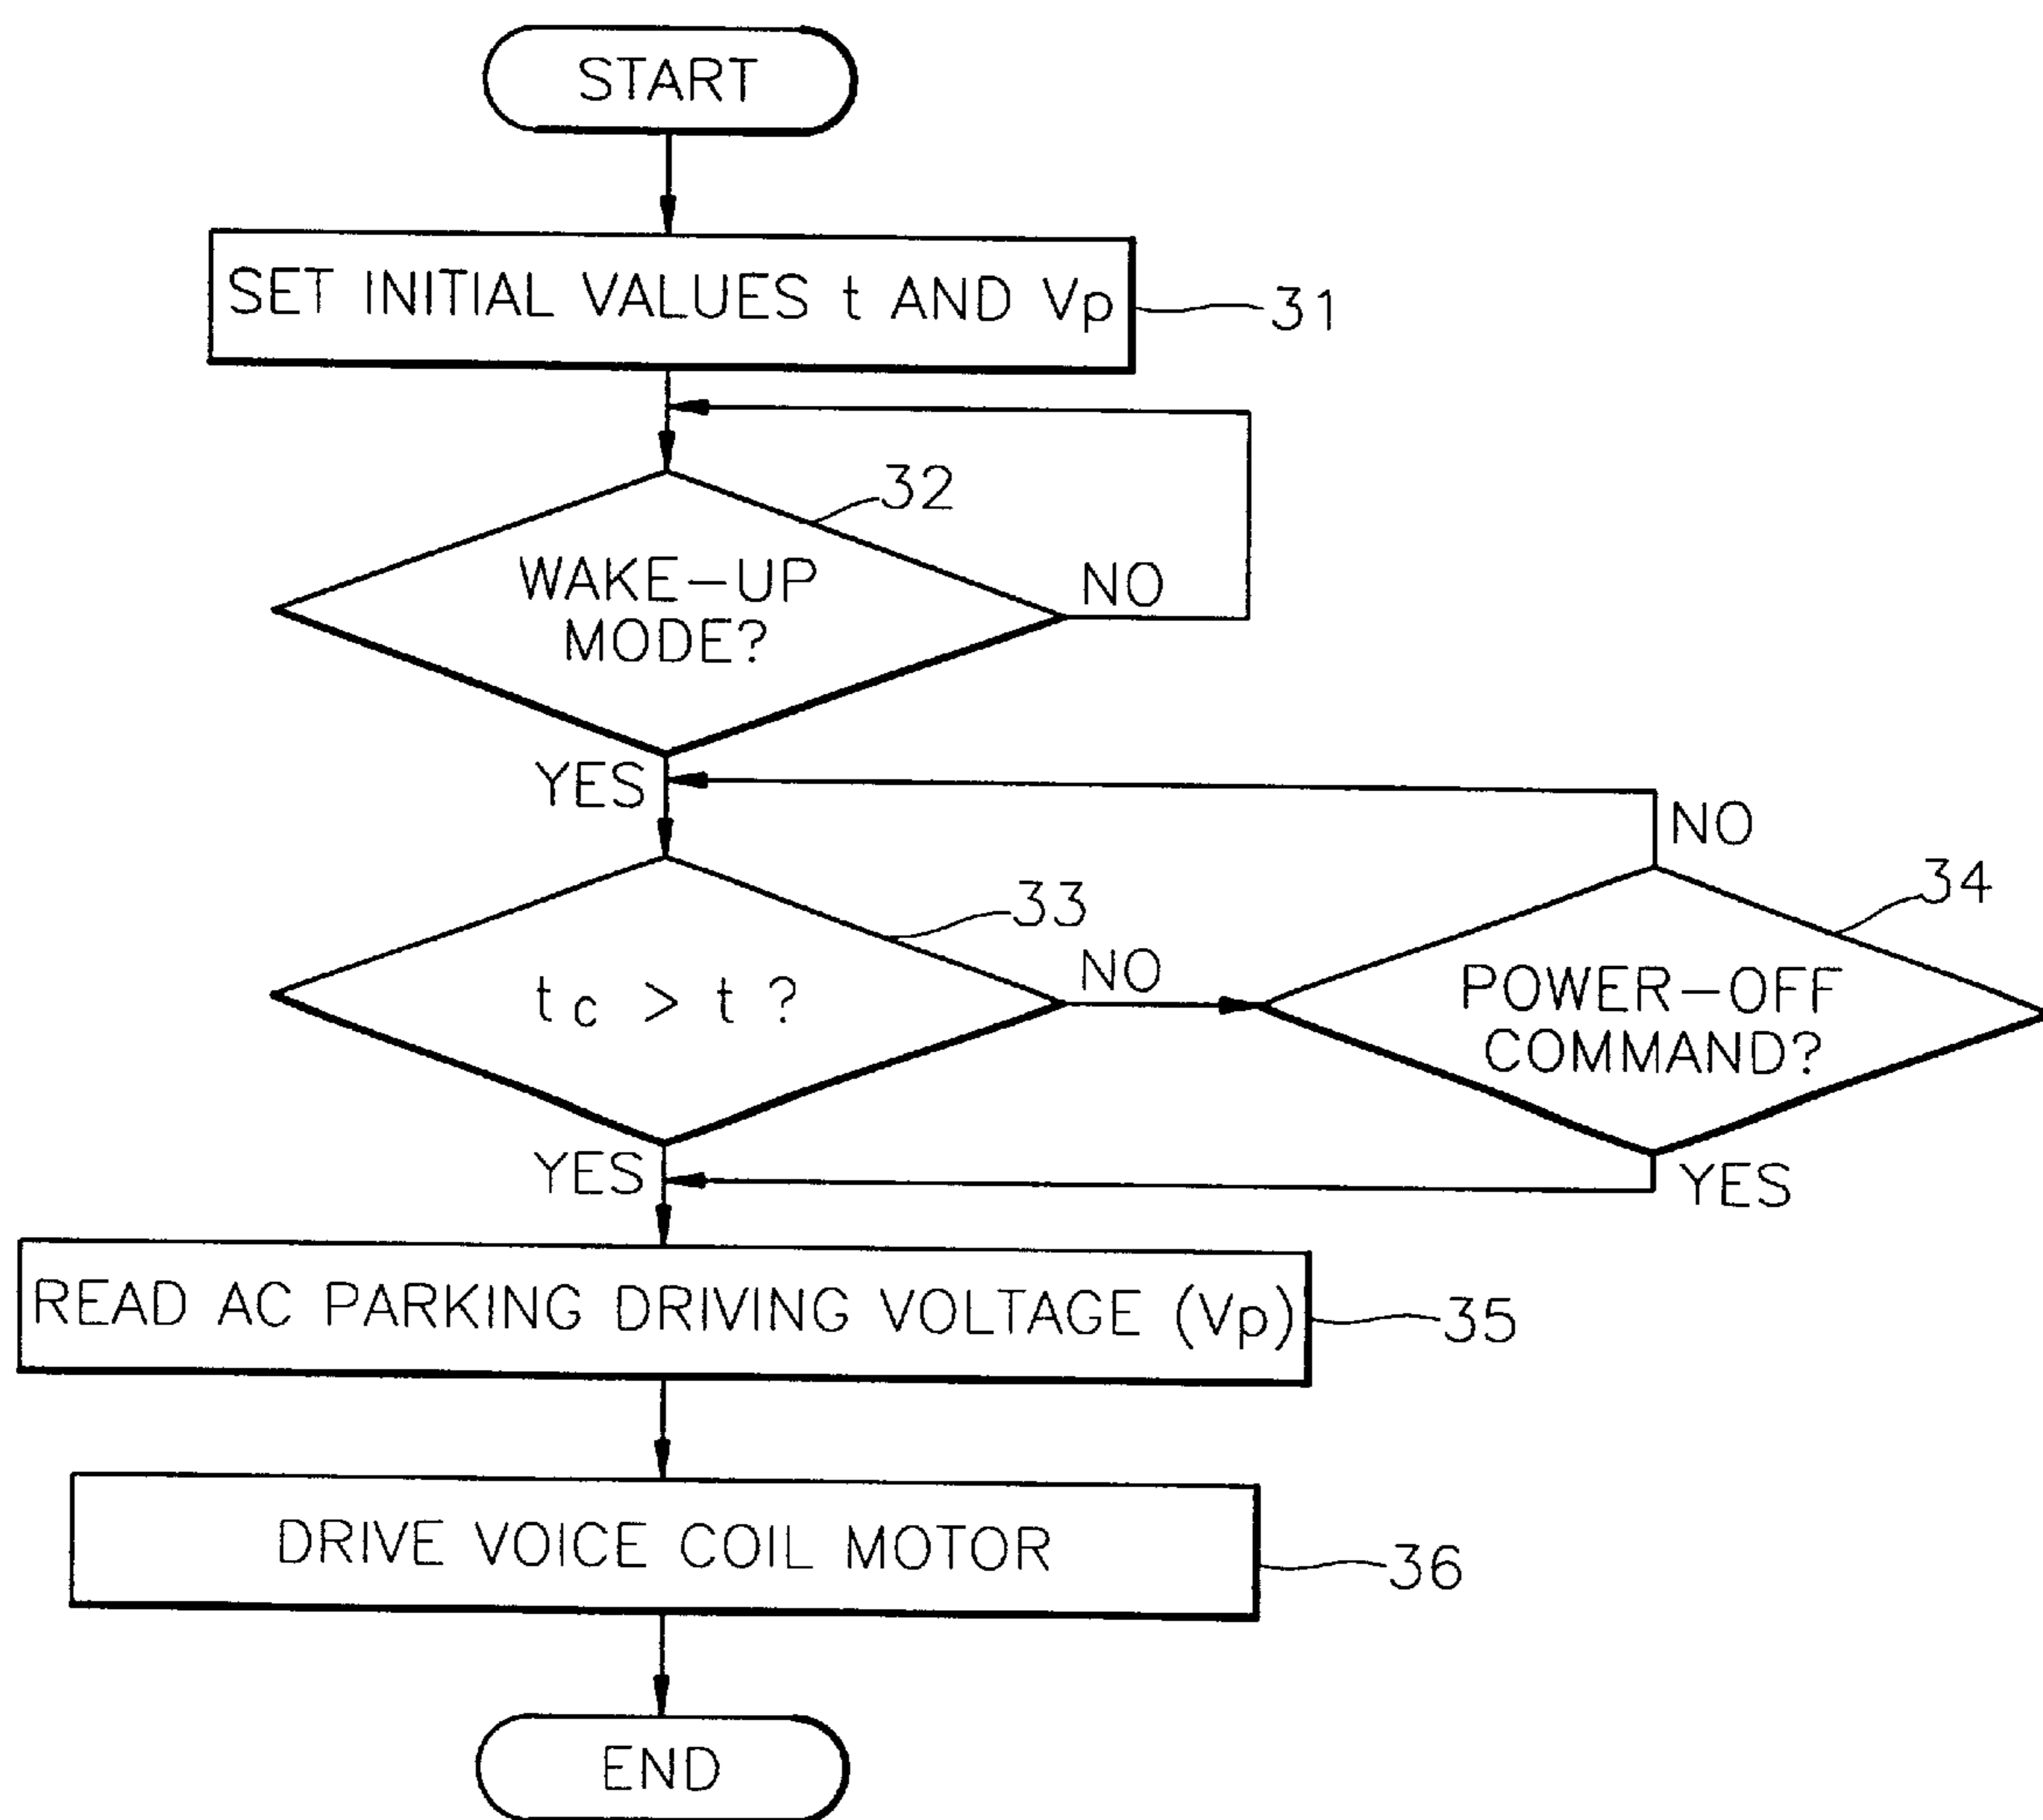 START
SET INITIAL VALUES t AND Vp
31
32
WAKE-UP
MODE?
NO
YES
NO
33
34
tc > t ?
NO
POWER-OFF
COMMAND?
YES
YES
READ AC PARKING DRIVING VOLTAGE (Vp)
35
DRIVE VOICE COIL MOTOR
36
END